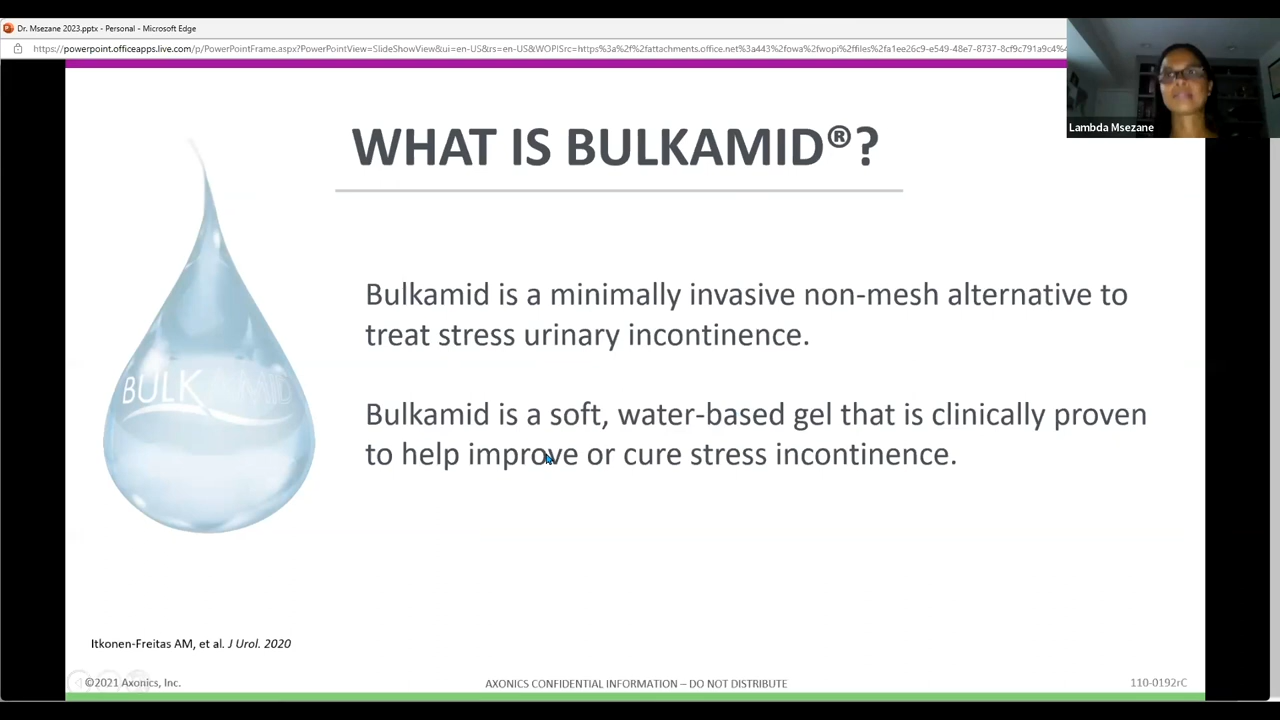 Dr. Msezane 2023.pptx - Personal - Microsoft Edge
https://powerpoint.officeapps.live.com/p/PowerPointFrame.aspx?PowerPointView=SlideShowView&ui=en-US&rs=en-US&WOPISrc=https%3a%2f%2fattachments.office.net%3a443%2fowa%2fwopi%2ffiles%2fa1ee26c9-e549-48e7-8737-8cf9c791a9c4%
Lambda Msezane
WHAT IS BULKAMID®?
Bulkamid is a minimally invasive non-mesh alternative to
treat stress urinary incontinence.
BULKAMID
Bulkamid is a soft, water-based gel that is clinically proven
to help improve or cure stress incontinence.
Itkonen-Freitas AM, et al. J Urol. 2020
©2021 Axonics, Inc.
AXONICS CONFIDENTIAL INFORMATION – DO NOT DISTRIBUTE
110-0192rC